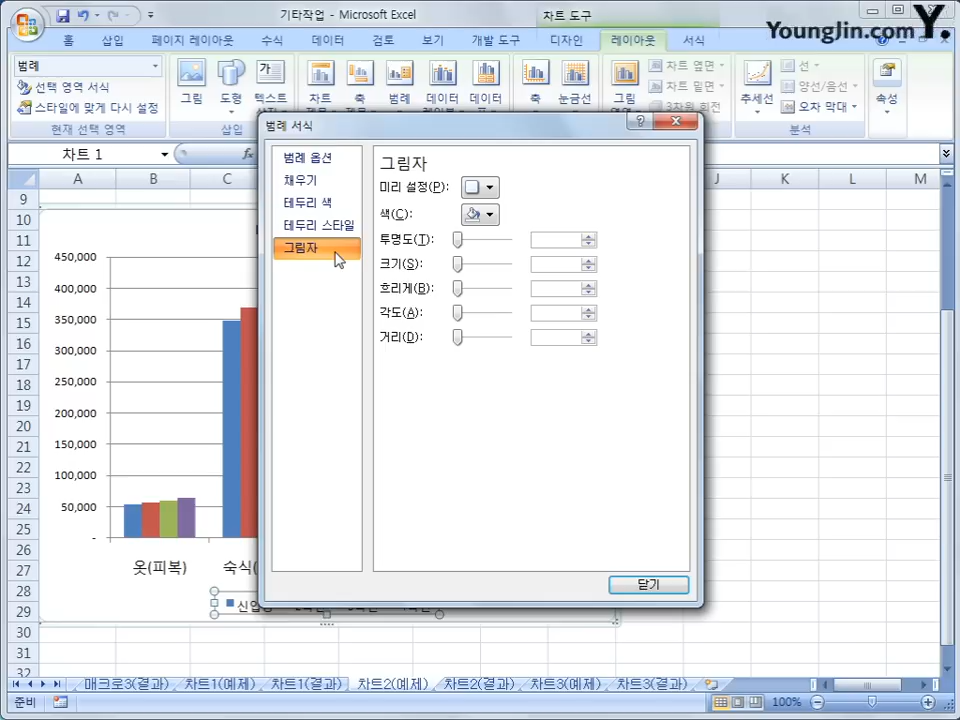 기타작업 - Microsoft Excel
차트 도구
YoungJin.com Y.
홈 삽입 페이지 레이아웃 수식 데이터 검토 보기 개발 도구 디자인 레이아웃 서식
범례
선택 영역 서식
스타일에 맞게 다시 설정
현재 선택 영역
그림 도형 텍스트
삽입
차트 축 범례 데이터 데이터
축 눈금선
그림
차트 옆면
차트 밑면
3차원 회전
추세선
선
양선/음선
오차 막대
분석
속성
차트 1
fx
A B C J K L M
9
10
11
12
13
14
15
16
17
18
19
20
21
22
23
24
25
26
27
28
29
30
31
32
450,000
400,000
350,000
300,000
250,000
200,000
150,000
100,000
50,000
-
옷(피복) 숙식(
범례 서식
범례 옵션
채우기
테두리 색
테두리 스타일
그림자
그림자
미리 설정(P):
색(C):
투명도(T):
크기(S):
흐리게(B):
각도(A):
거리(D):
닫기
매크로3(결과) 차트1(예제) 차트1(결과) 차트2(예제) 차트2(결과) 차트3(예제) 차트3(결과)
준비
100%